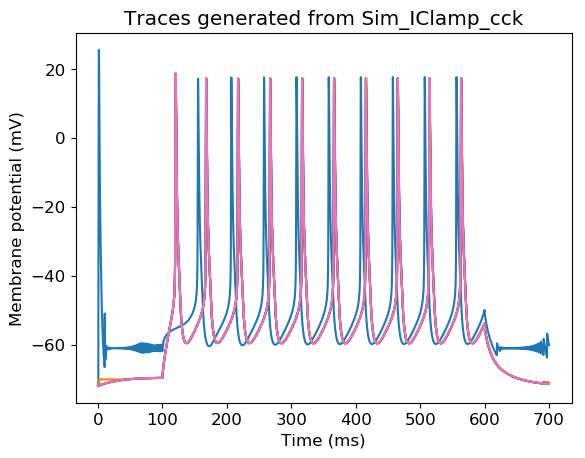 Traces generated from Sim_IClamp_cck
20
0
−20
−40
−60
Membrane potential (mV)
0 100 200 300 400 500 600 700
Time (ms)